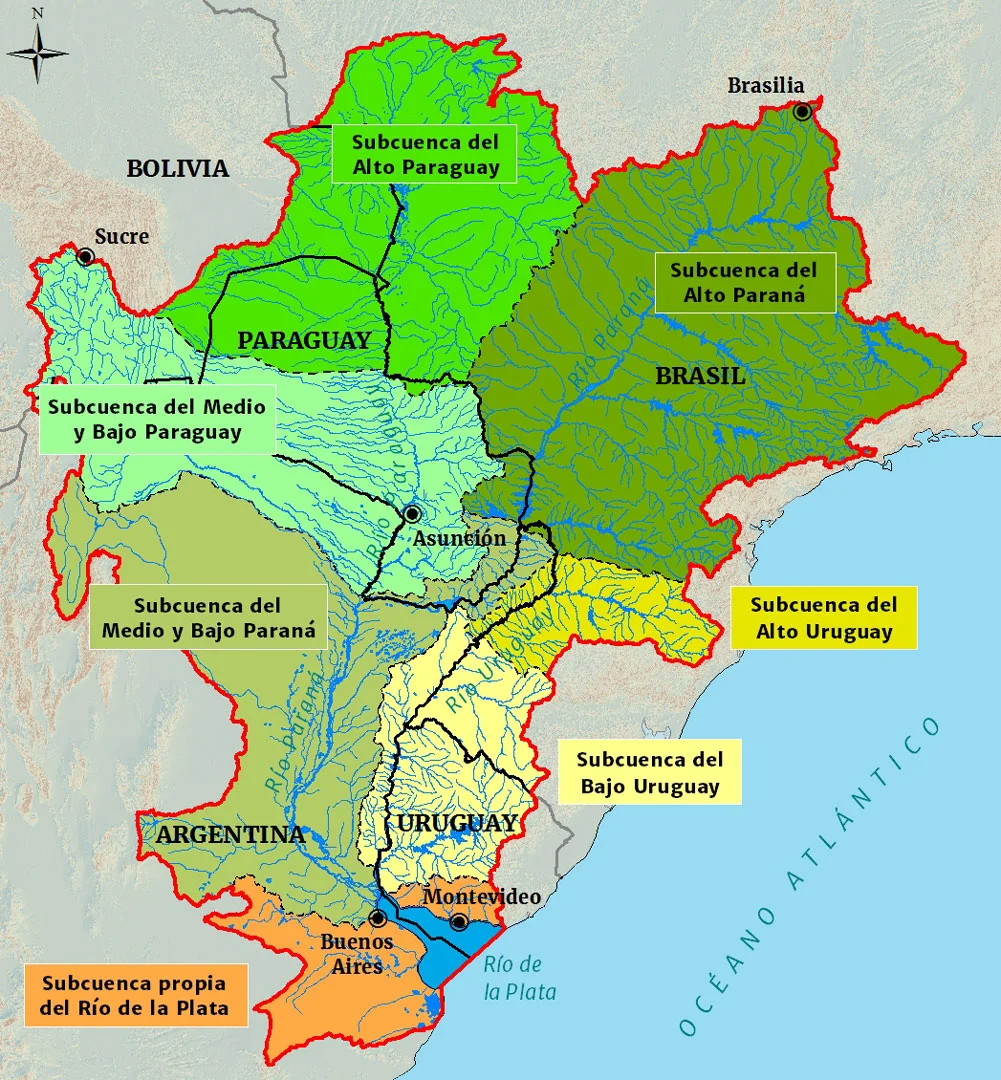 N
Brasilia
Subcuenca del
Alto Paraguay
BOLIVIA
Sucre
Subcuenca del
Alto Paraná
Río Paraná
PARAGUAY
BRASIL
Subcuenca del Medio
y Bajo Paraguay
Río Paraguay
Asunción
Subcuenca del
Medio y Bajo Paraná
Subcuenca del
Alto Uruguay
Río Uruguay
Río Paraná
Subcuenca del
Bajo Uruguay
ARGENTINA
URUGUAY
OCÉANO ATLÁNTICO
Montevideo
Buenos
Aires
Río de
la Plata
Subcuenca propia
del Río de la Plata